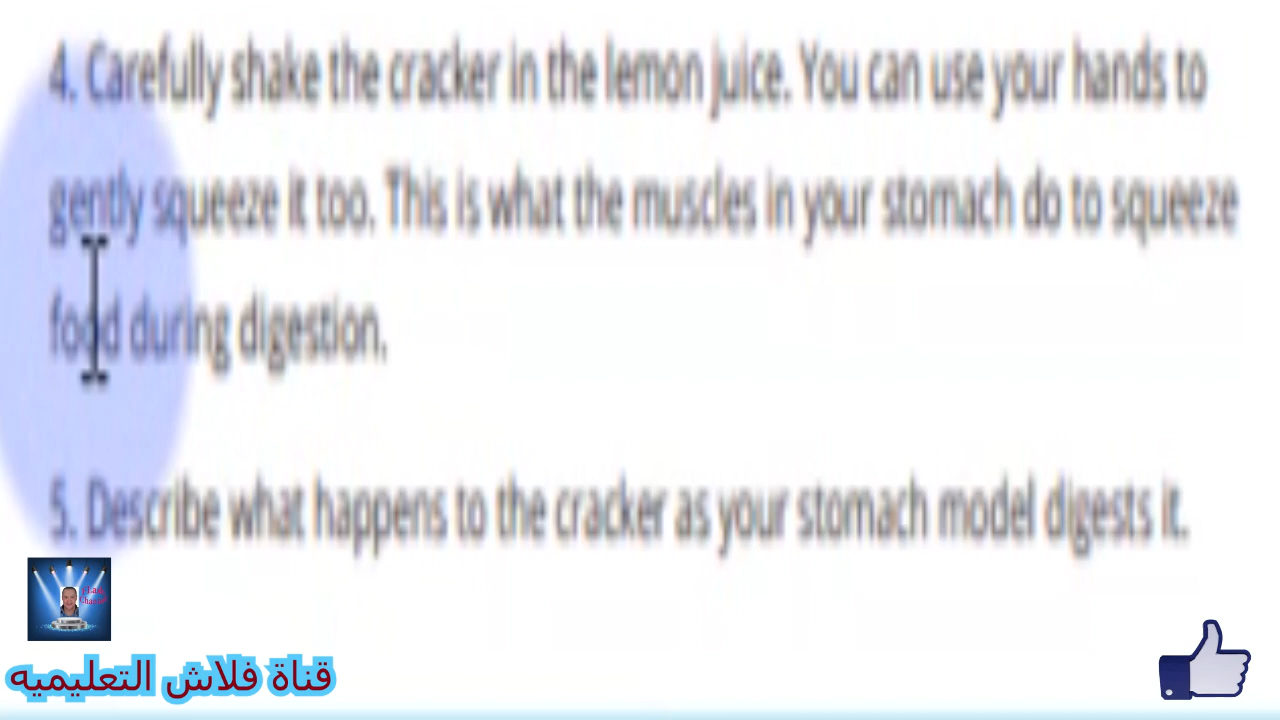 4. Carefully shake the cracker in the lemon juice. You can use your hands to
gently squeeze it too. This is what the muscles in your stomach do to squeeze
food during digestion.
5. Describe what happens to the cracker as your stomach model digests it.
قناة فلاش التعليميه